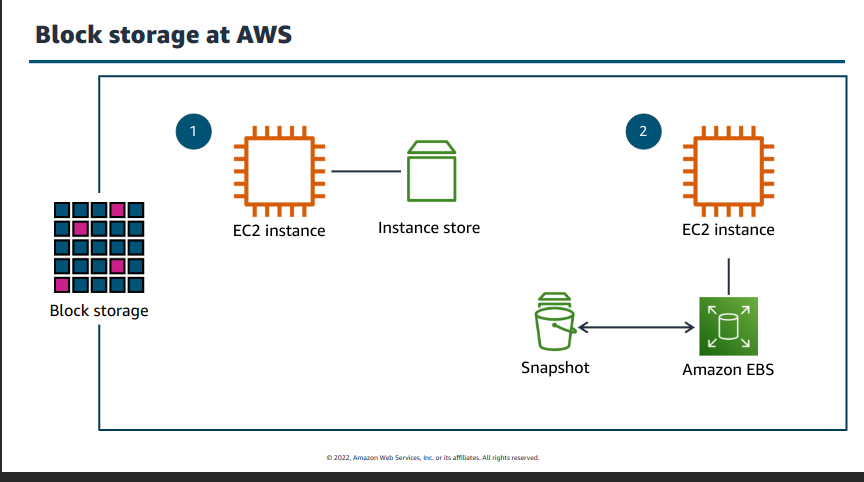 Block storage at AWS
1
2
EC2 instance
Instance store
EC2 instance
Block storage
Snapshot
Amazon EBS
© 2022, Amazon Web Services, Inc. or its affiliates. All rights reserved.